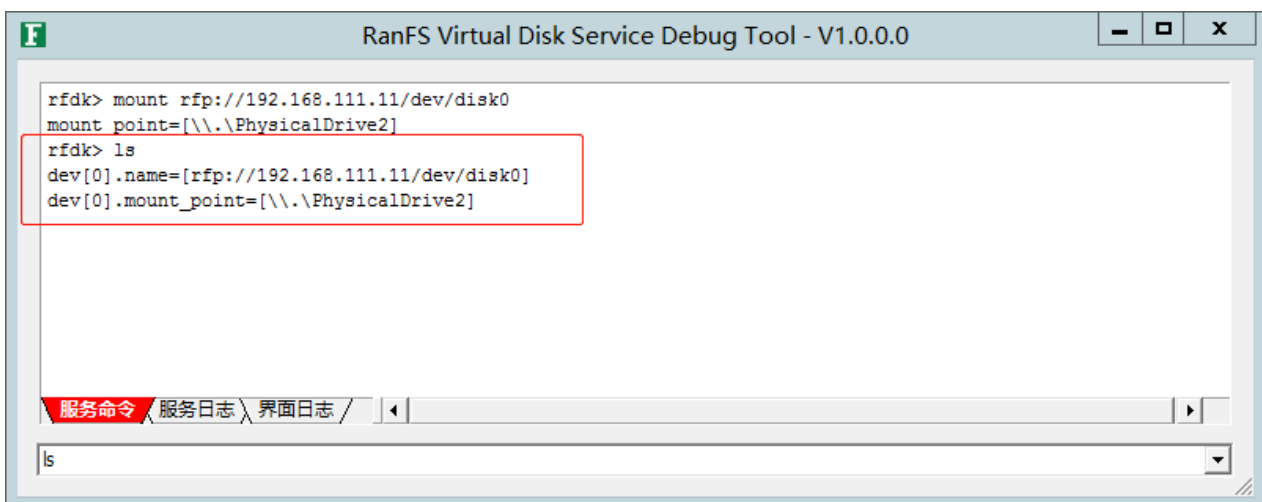 RanFS Virtual Disk Service Debug Tool - V1.0.0.0
rfdk> mount rfp://192.168.111.11/dev/disk0
mount point=[\\.\PhysicalDrive2]
rfdk> ls
dev[0].name=[rfp://192.168.111.11/dev/disk0]
dev[0].mount_point=[\\.\PhysicalDrive2]
服务命令 服务日志 界面日志
ls